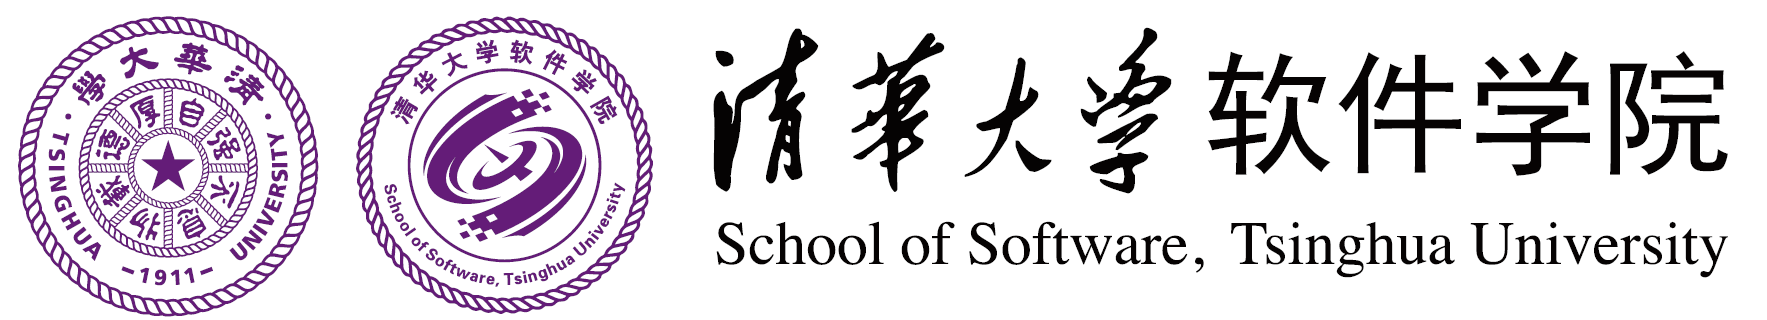 清華大學
自强不息
厚德載物
·TSINGHUA UNIVERSITY·
–1911–
清华大学软件学院
School of Software, Tsinghua University
清華大学软件学院
School of Software, Tsinghua University